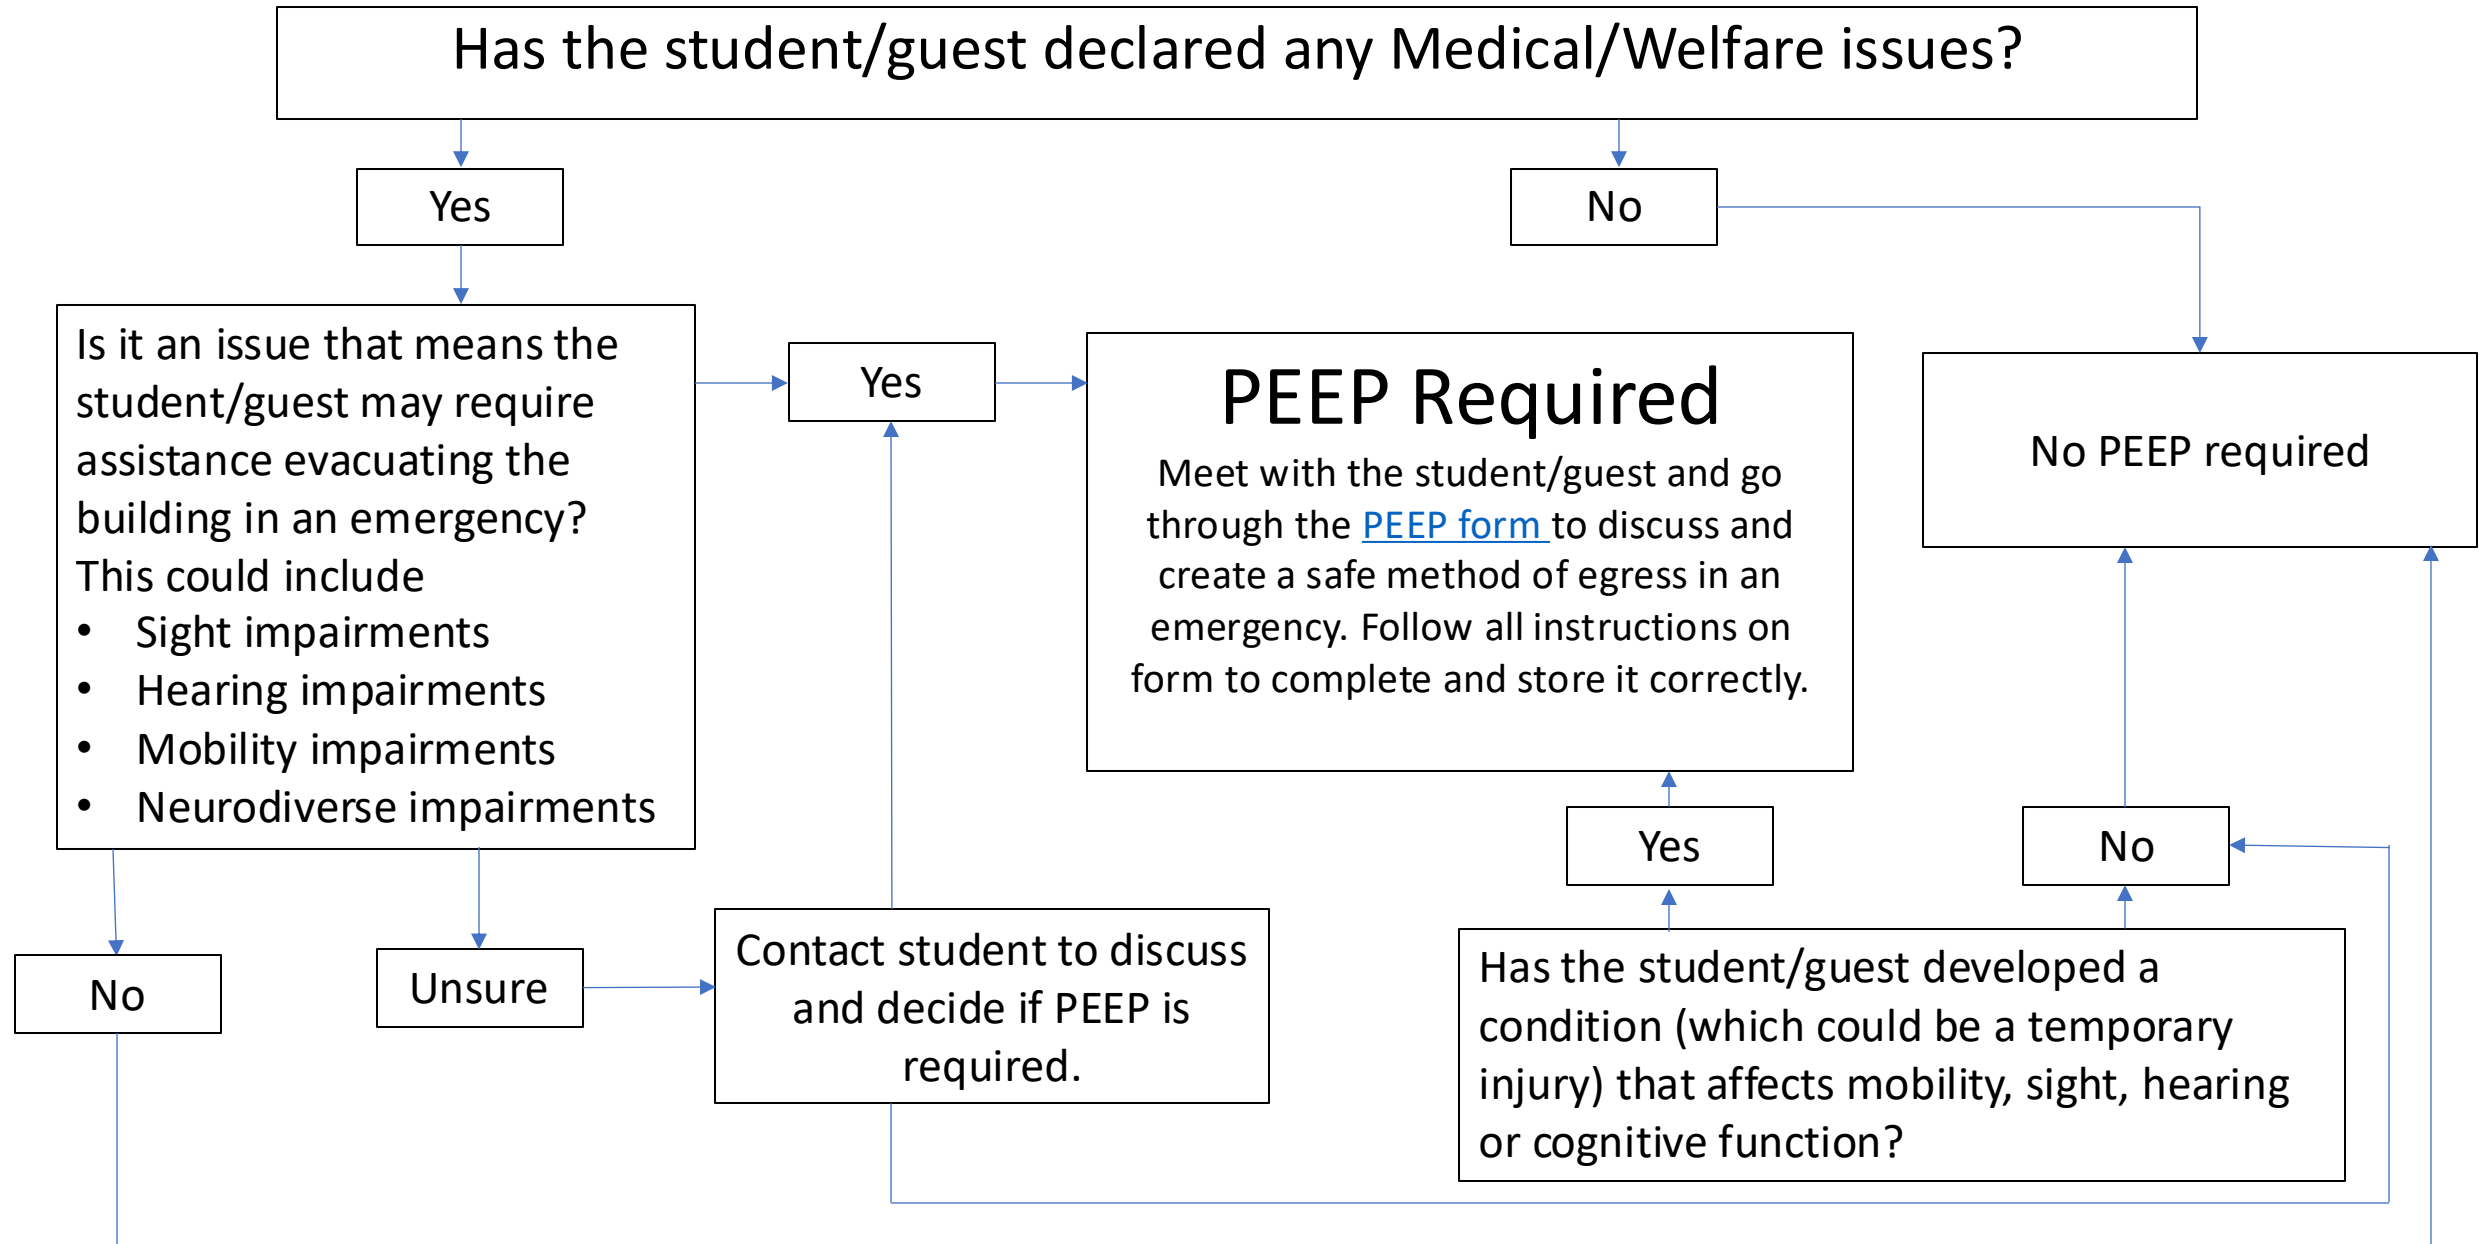 Has the student/guest declared any Medical/Welfare issues?
Yes
No
Is it an issue that means the
student/guest may require
assistance evacuating the
building in an emergency?
This could include
• Sight impairments
• Hearing impairments
• Mobility impairments
• Neurodiverse impairments
Yes
PEEP Required
Meet with the student/guest and go
through the PEEP form to discuss and
create a safe method of egress in an
emergency. Follow all instructions on
form to complete and store it correctly.
No PEEP required
Yes
No
No
Unsure
Contact student to discuss
and decide if PEEP is
required.
Has the student/guest developed a
condition (which could be a temporary
injury) that affects mobility, sight, hearing
or cognitive function?